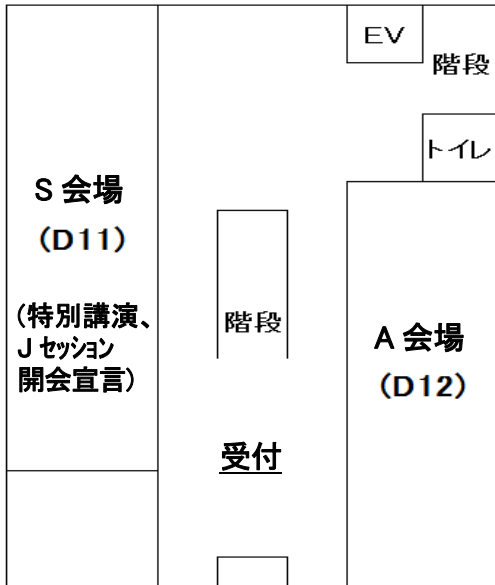 EV
階段
トイレ
S 会場
(D11)
(特別講演、
J セッション
開会宣言)
階段
A 会場
(D12)
受付